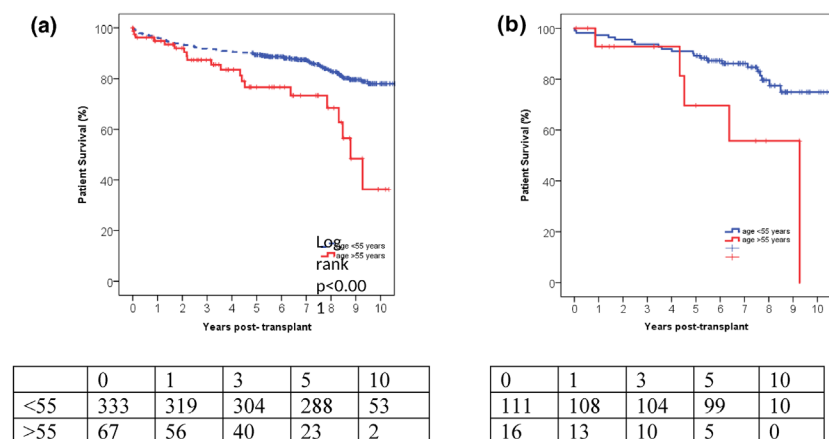 (a)
100
80
60
40
20
0
Patient Survival (%)
Log
rank
p<0.00
1
age <55 years
age >55 years
0 1 2 3 4 5 6 7 8 9 10
Years post- transplant
0 1 3 5 10
<55 333 319 304 288 53
>55 67 56 40 23 2
(b)
100
80
60
40
20
0
Patient Survival (%)
age <55 years
age >55 years
0 1 2 3 4 5 6 7 8 9 10
Years post-transplant
0 1 3 5 10
111 108 104 99 10
16 13 10 5 0